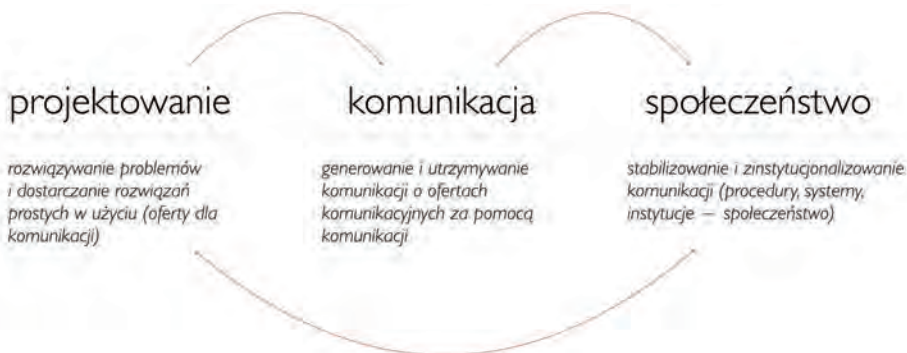 projektowanie
rozwiązywanie problemów
i dostarczanie rozwiązań
prostych w użyciu (oferty dla
komunikacji)
komunikacja
generowanie i utrzymywanie
komunikacji o ofertach
komunikacyjnych za pomocą
komunikacji
społeczeństwo
stabilizowanie i zinstytucjonalizowanie
komunikacji (procedury, systemy,
instytucje — społeczeństwo)